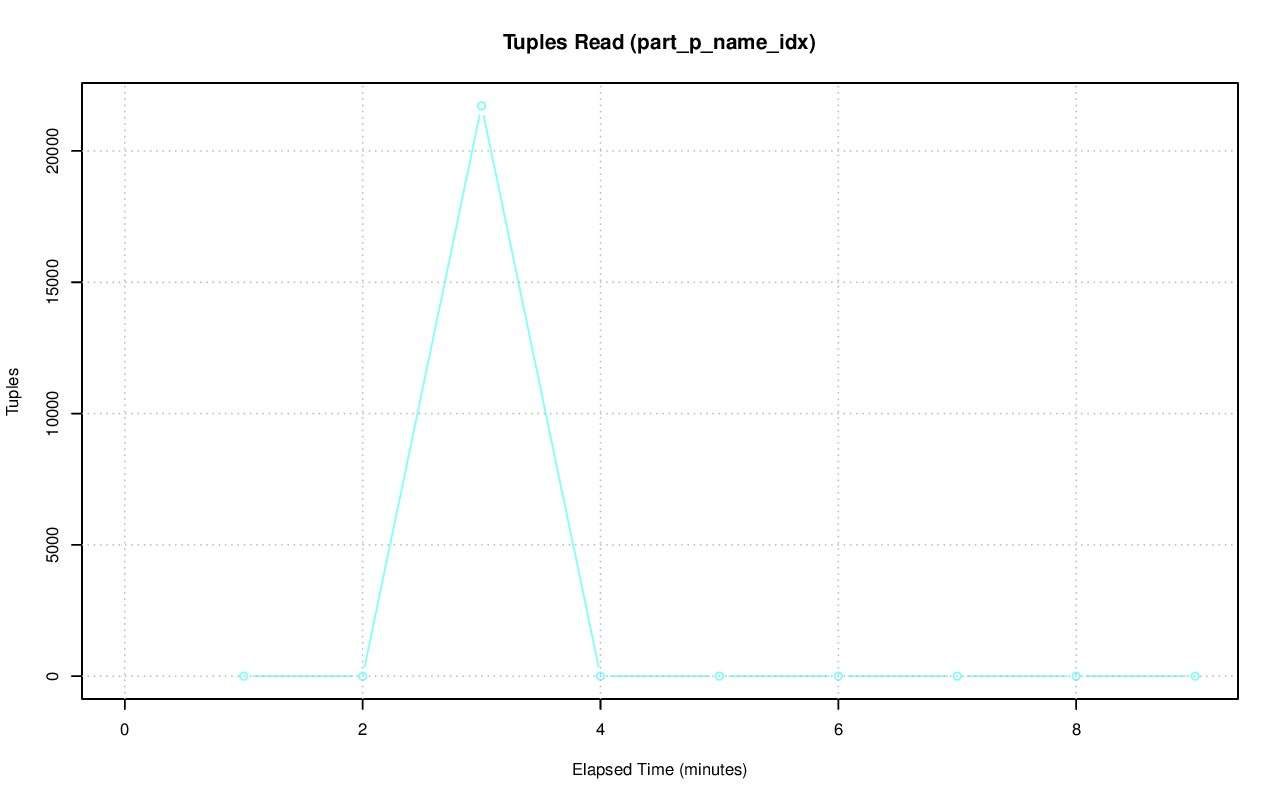 Tuples Read (part_p_name_idx)
Tuples
20000
15000
10000
5000
0
0 2 4 6 8
Elapsed Time (minutes)